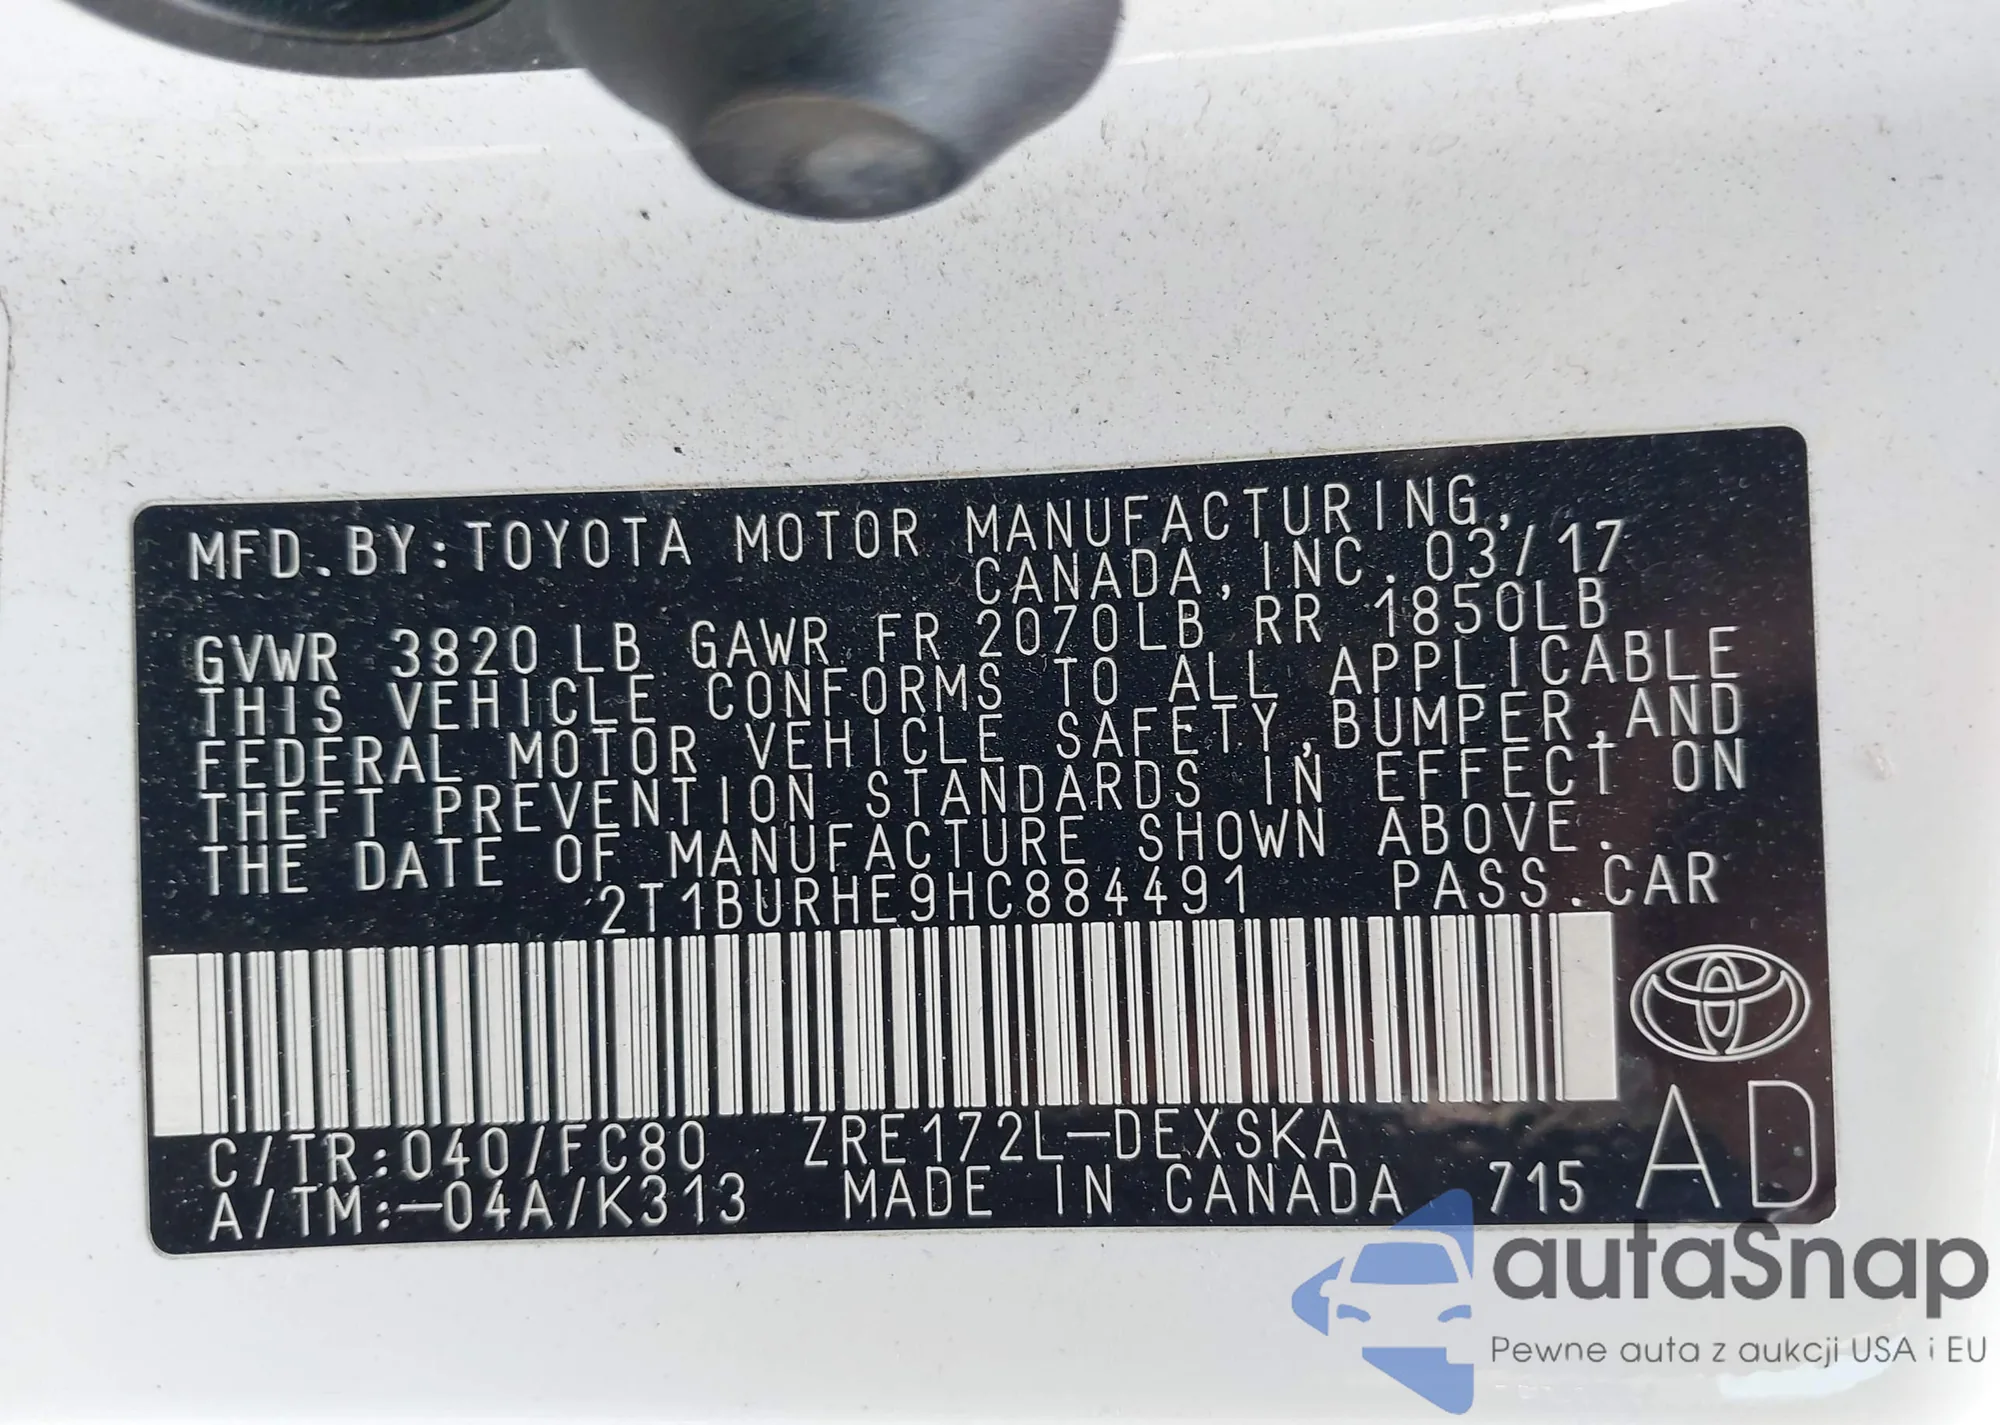 MFD.BY:TOYOTA MOTOR MANUFACTURING,
CANADA,INC. 03/17
GVWR 3820LB GAWR FR 2070LB RR 1850LB
THIS VEHICLE CONFORMS TO ALL APPLICABLE
FEDERAL MOTOR VEHICLE SAFETY,BUMPER,AND
THEFT PREVENTION STANDARDS IN EFFECT ON
THE DATE OF MANUFACTURE SHOWN ABOVE.
2T1BURHE9HC884491 PASS.CAR
C/TR:040/FC80 ZRE172L-DEXSKA
A/TM:-04A/K313 MADE IN CANADA 715
AD
autaSnap
Pewne auta z aukcji USA i EU